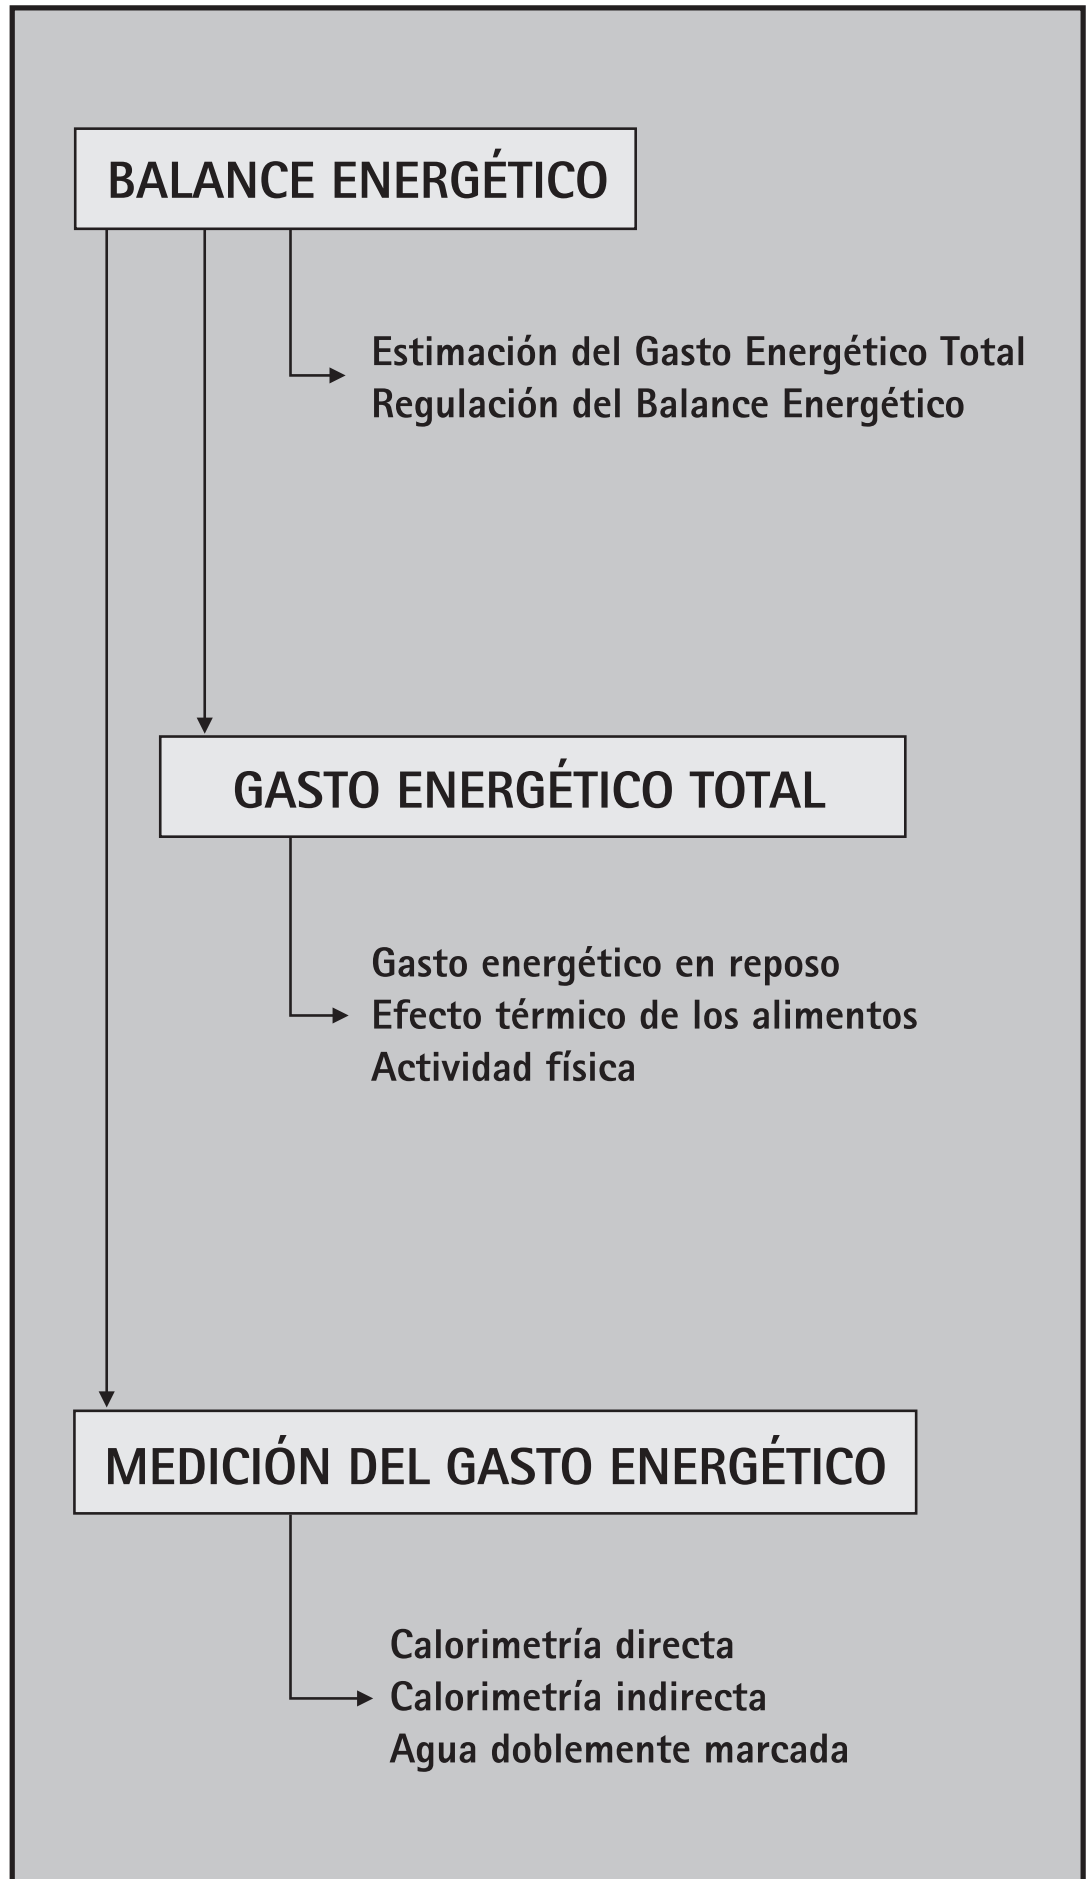 BALANCE ENERGÉTICO
Estimación del Gasto Energético Total
Regulación del Balance Energético
GASTO ENERGÉTICO TOTAL
Gasto energético en reposo
Efecto térmico de los alimentos
Actividad física
MEDICIÓN DEL GASTO ENERGÉTICO
Calorimetría directa
Calorimetría indirecta
Agua doblemente marcada